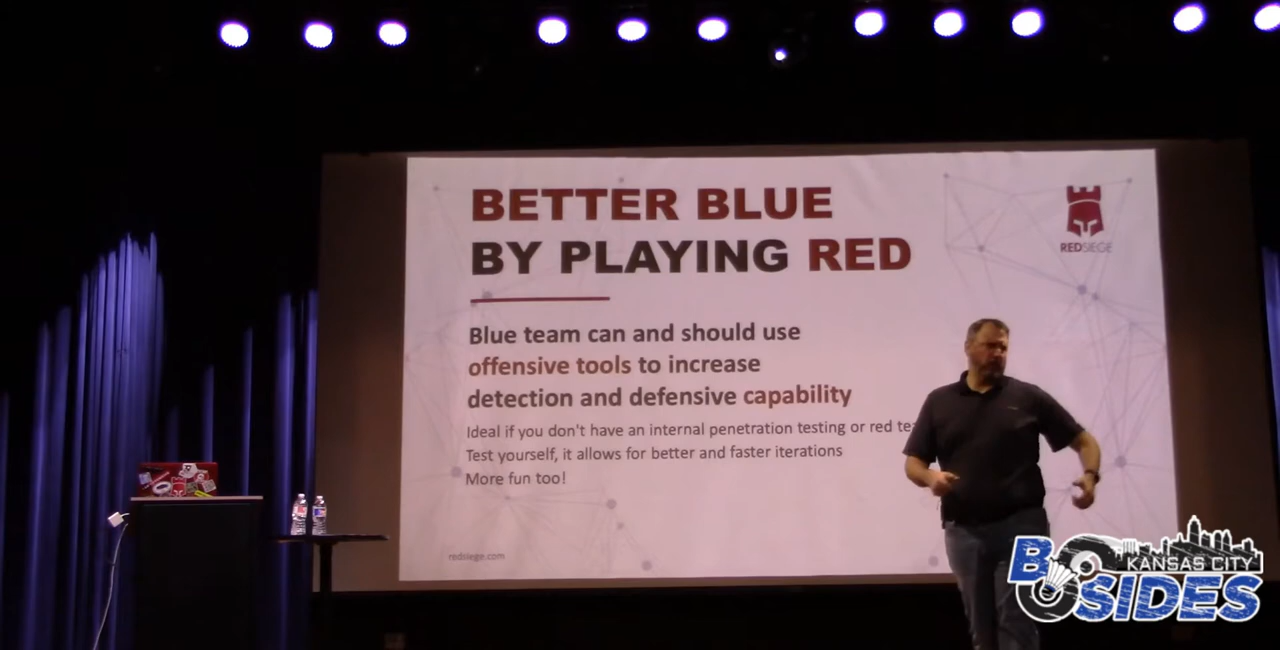 BETTER BLUE
BY PLAYING RED
REDSIEGE
Blue team can and should use
offensive tools to increase
detection and defensive capability
Ideal if you don't have an internal penetration testing or red
Test yourself, it allows for better and faster iterations
More fun too!
redsiege.com
BSIDES
KANSAS CITY